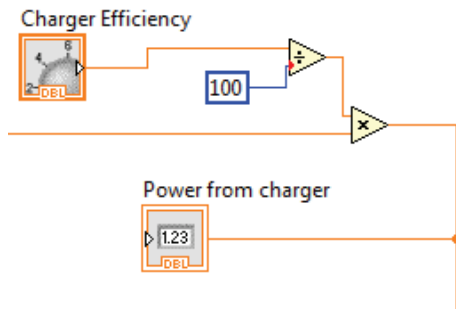 Charger Efficiency
6
4
2
DBL
÷
100
×
Power from charger
1.23
DBL